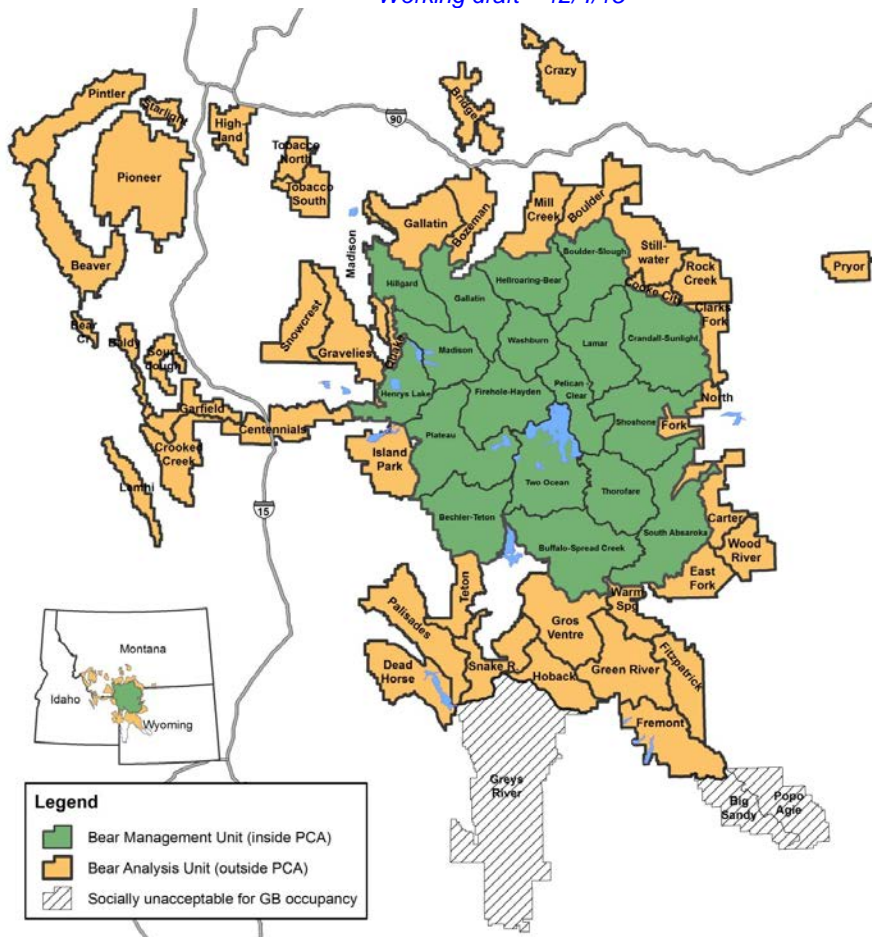 Working draft
Crazy
Pintler
Starlight
Bridger
High-
land
90
Tobacco
North
Pioneer
Tobacco
South
Mill
Creek
Boulder
Gallatin
Bozeman
Still-
water
Beaver
Madison
Boulder-Slough
Rock
Creek
Pryor
Hilgard
Hellroaring-Bear
Cooke City
Gallatin
Clarks
Fork
Bear
Cr
Snowcrest
Baldy
Sour-
dough
Gravelies
Quake
Madison
Washburn
Lamar
Crandall-Sunlight
Henrys Lake
Firehole-Hayden
Pelican-
Clear
North
Garfield
Shoshone
Fork
Centennials
Plateau
Crooked
Creek
Island
Park
Lemhi
Two Ocean
Thorofare
15
Bechler-Teton
Carter
South Absaroka
Wood
River
Buffalo-Spread Creek
East
Fork
Teton
Warm
Spg
Palisades
Gros
Ventre
Fitzpatrick
Dead
Horse
Snake R.
Hoback
Green River
Fremont
Montana
Idaho
Wyoming
Greys
River
Big
Sandy
Popo
Agie
Legend
Bear Management Unit (inside PCA)
Bear Analysis Unit (outside PCA)
Socially unacceptable for GB occupancy